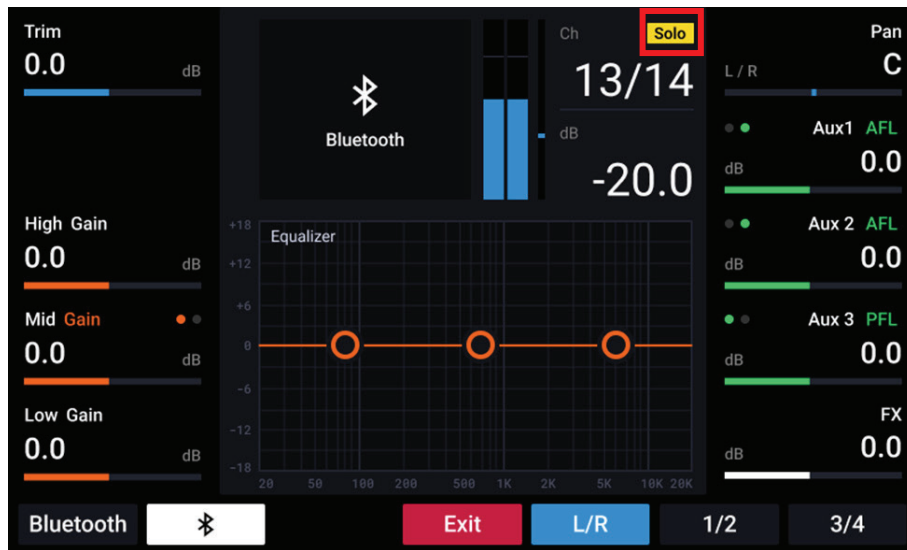 Trim
0.0 dB
Bluetooth
Ch Solo
13/14
dB
-20.0
Pan
L / R C
Aux1 AFL
dB 0.0
High Gain
0.0 dB
Aux 2 AFL
dB 0.0
Mid Gain
0.0 dB
Aux 3 PFL
dB 0.0
Low Gain
0.0 dB
FX
dB 0.0
Equalizer
+18
+12
+6
0
-6
-12
-18
20 50 100 200 500 1K 2K 5K 10K 20K
Bluetooth Exit L/R 1/2 3/4